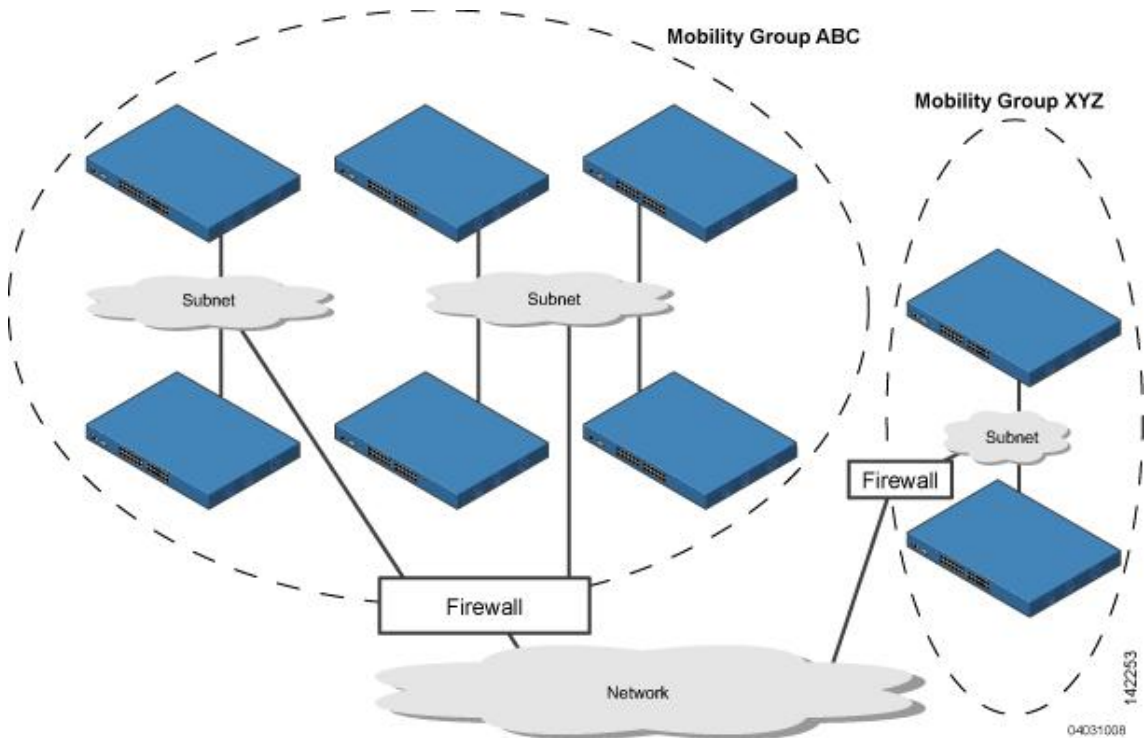 Mobility Group ABC
Mobility Group XYZ
Subnet
Subnet
Subnet
Firewall
Firewall
Network
142253
04031008